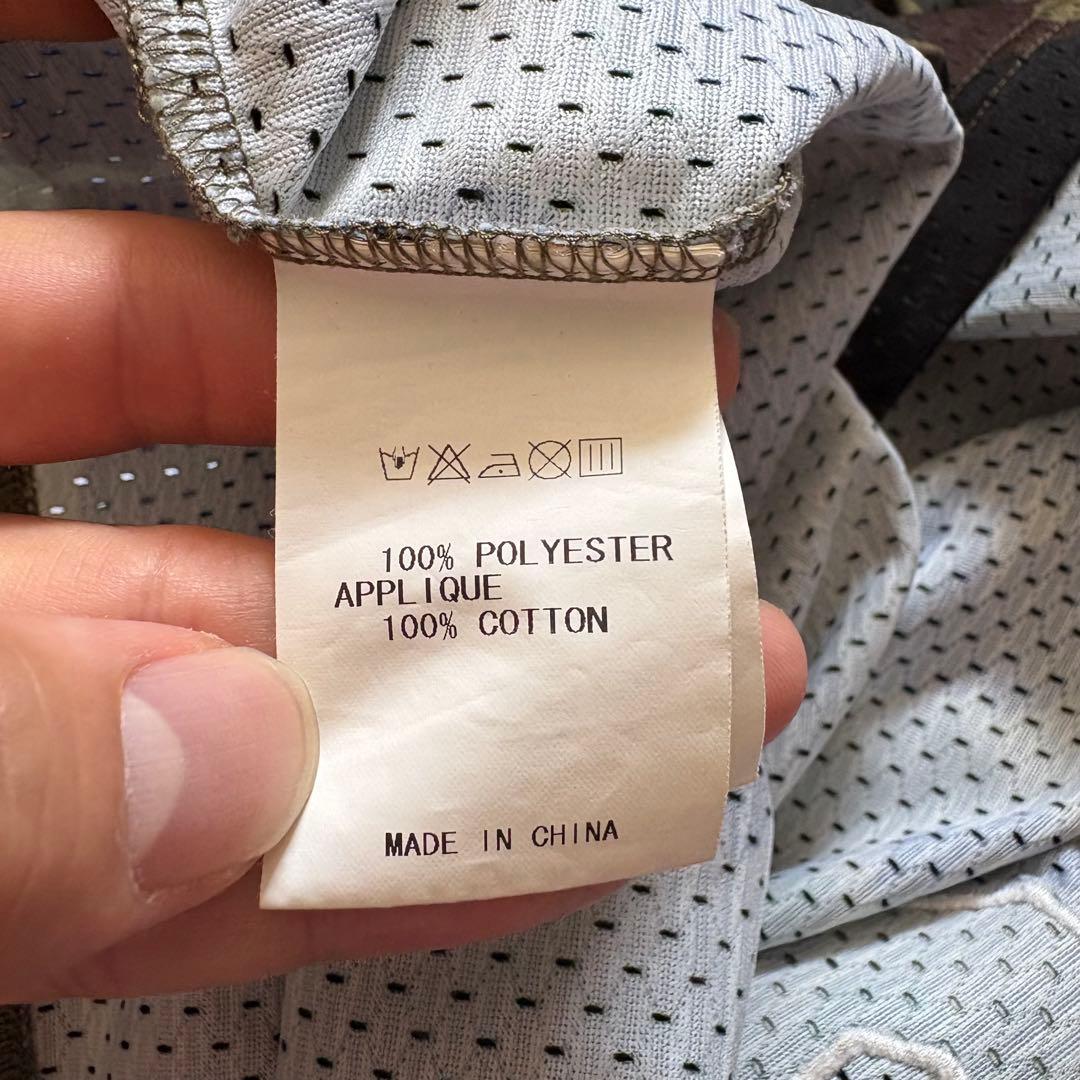 100% POLYESTER
APPLIQUE
100% COTTON
MADE IN CHINA